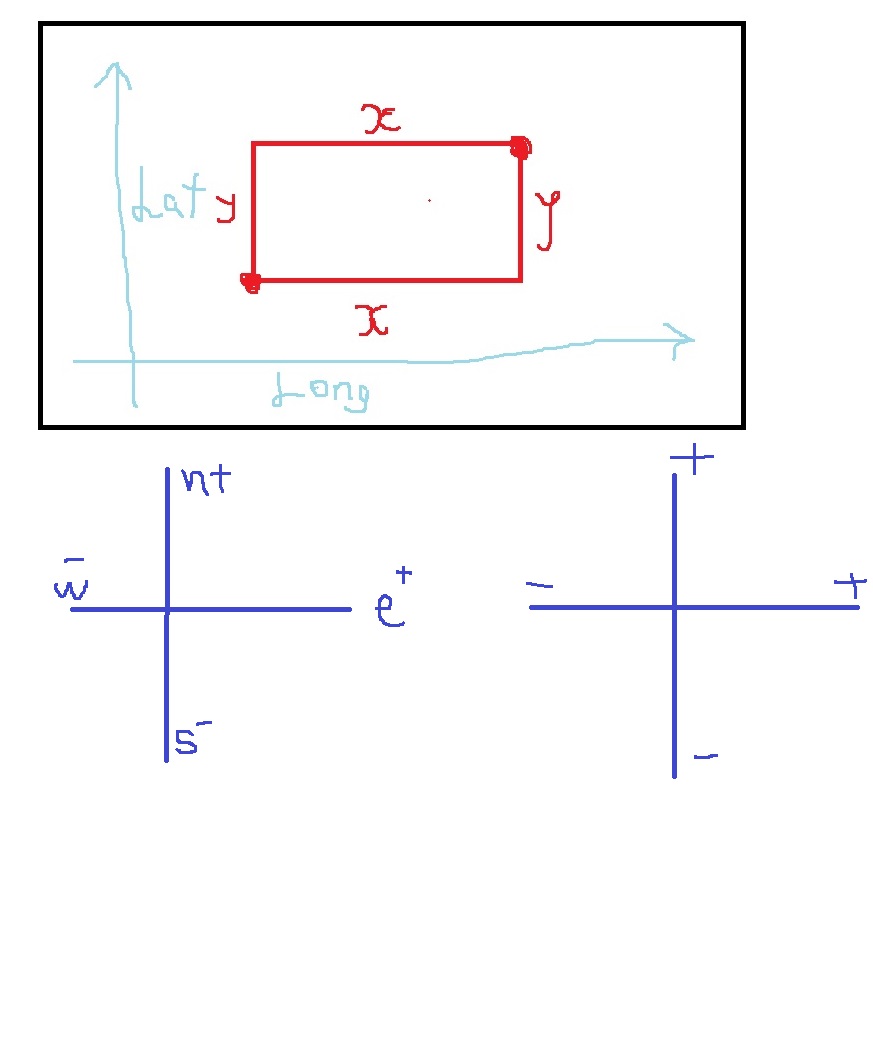 x
Lat y y
x
Long
n+ +
w- e+ - +
s- -